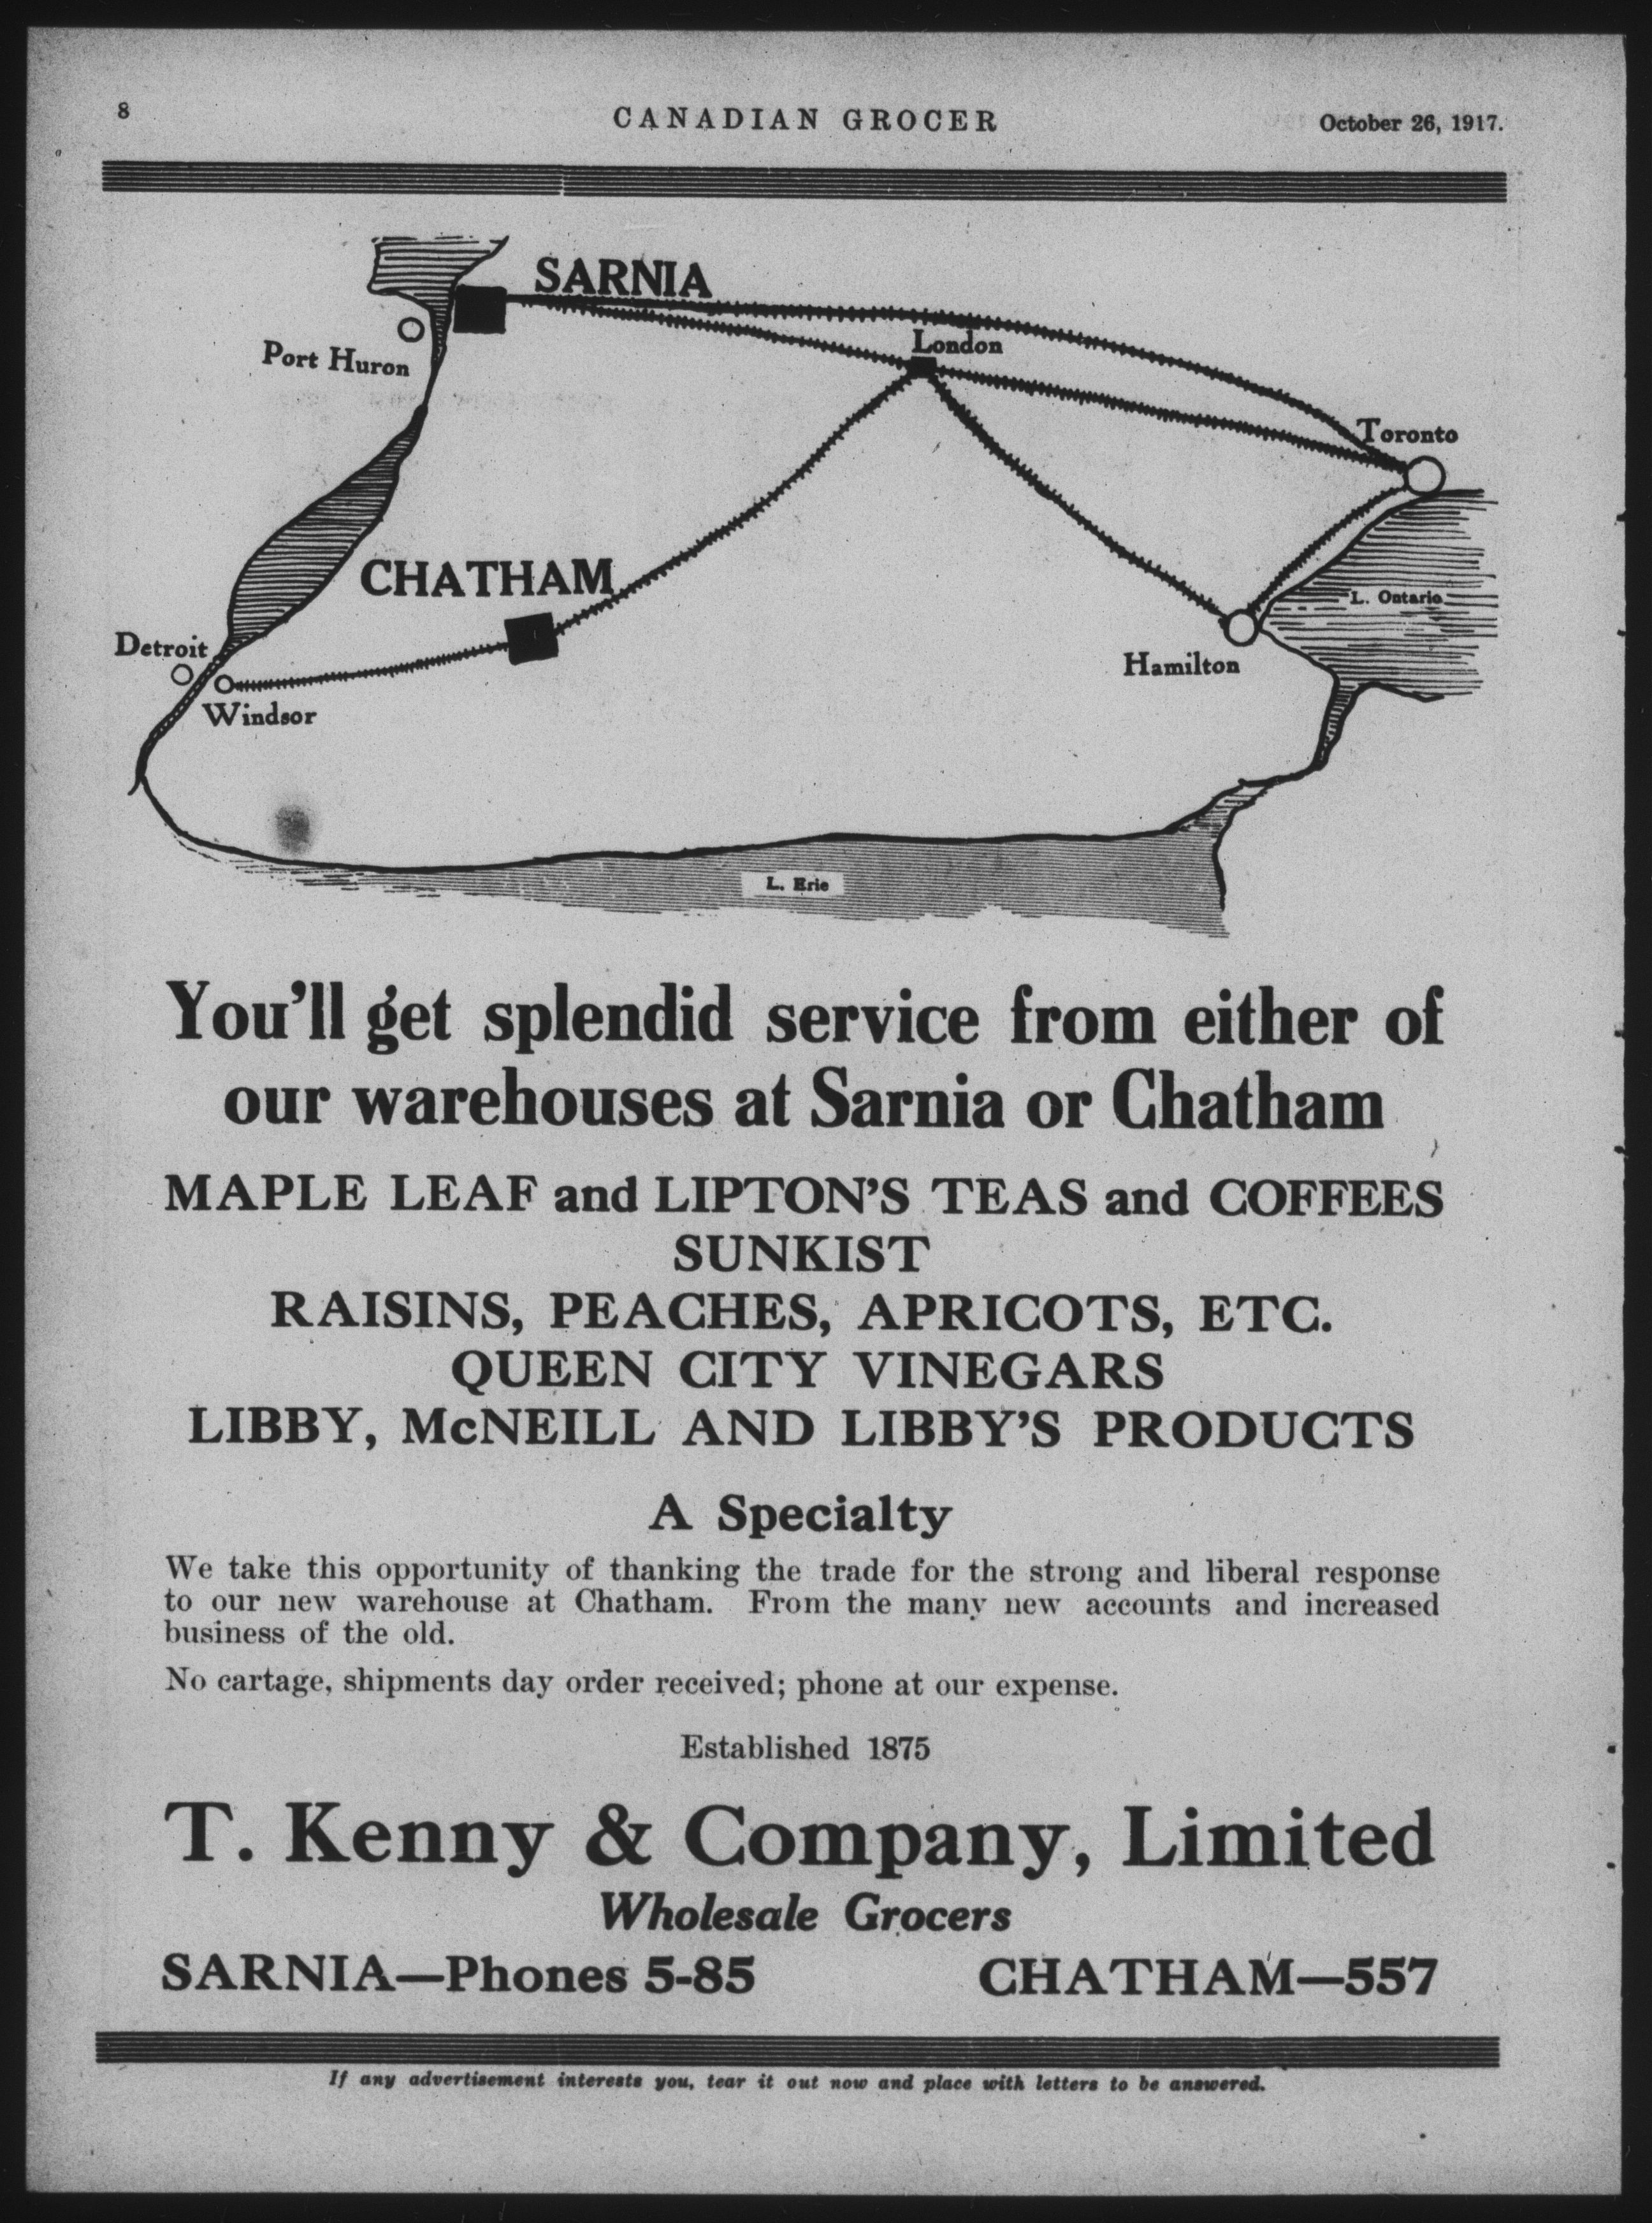 8
CANADIAN GROCER
October 26, 1917.
SARNIA
London
Port Huron
Toronto
CHATHAM
L. Ontario
Detroit
Hamilton
Windsor
L. Erie
You'll get splendid service from either of
our warehouses at Sarnia or Chatham
MAPLE LEAF and LIPTON'S TEAS and COFFEES
SUNKIST
RAISINS, PEACHES, APRICOTS, ETC.
QUEEN CITY VINEGARS
LIBBY, McNEILL AND LIBBY'S PRODUCTS
A Specialty
We take this opportunity of thanking the trade for the strong and liberal response
to our new warehouse at Chatham. From the many new accounts and increased
business of the old.
No cartage, shipments day order received; phone at our expense.
Established 1875
T. Kenny & Company, Limited
Wholesale Grocers
SARNIA—Phones 5-85 CHATHAM—557
If any advertisement interests you, tear it out now and place with letters to be answered.